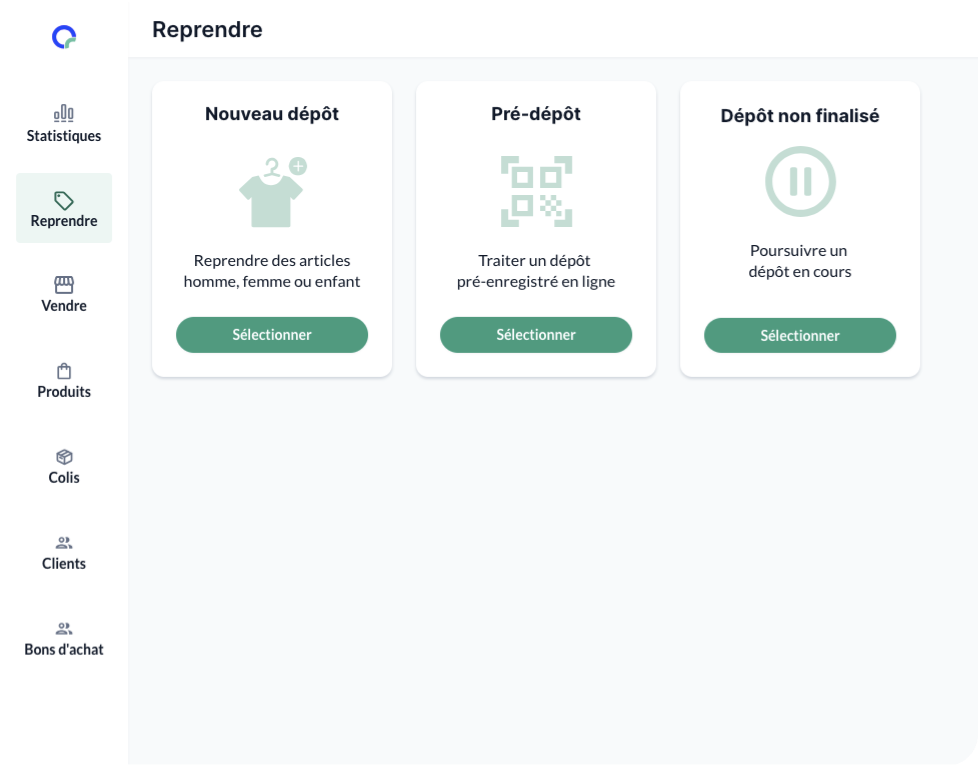 Reprendre
Statistiques
Reprendre
Vendre
Produits
Colis
Clients
Bons d'achat
Nouveau dépôt
Reprendre des articles
homme, femme ou enfant
Sélectionner
Pré-dépôt
Traiter un dépôt
pré-enregistré en ligne
Sélectionner
Dépôt non finalisé
Poursuivre un
dépôt en cours
Sélectionner